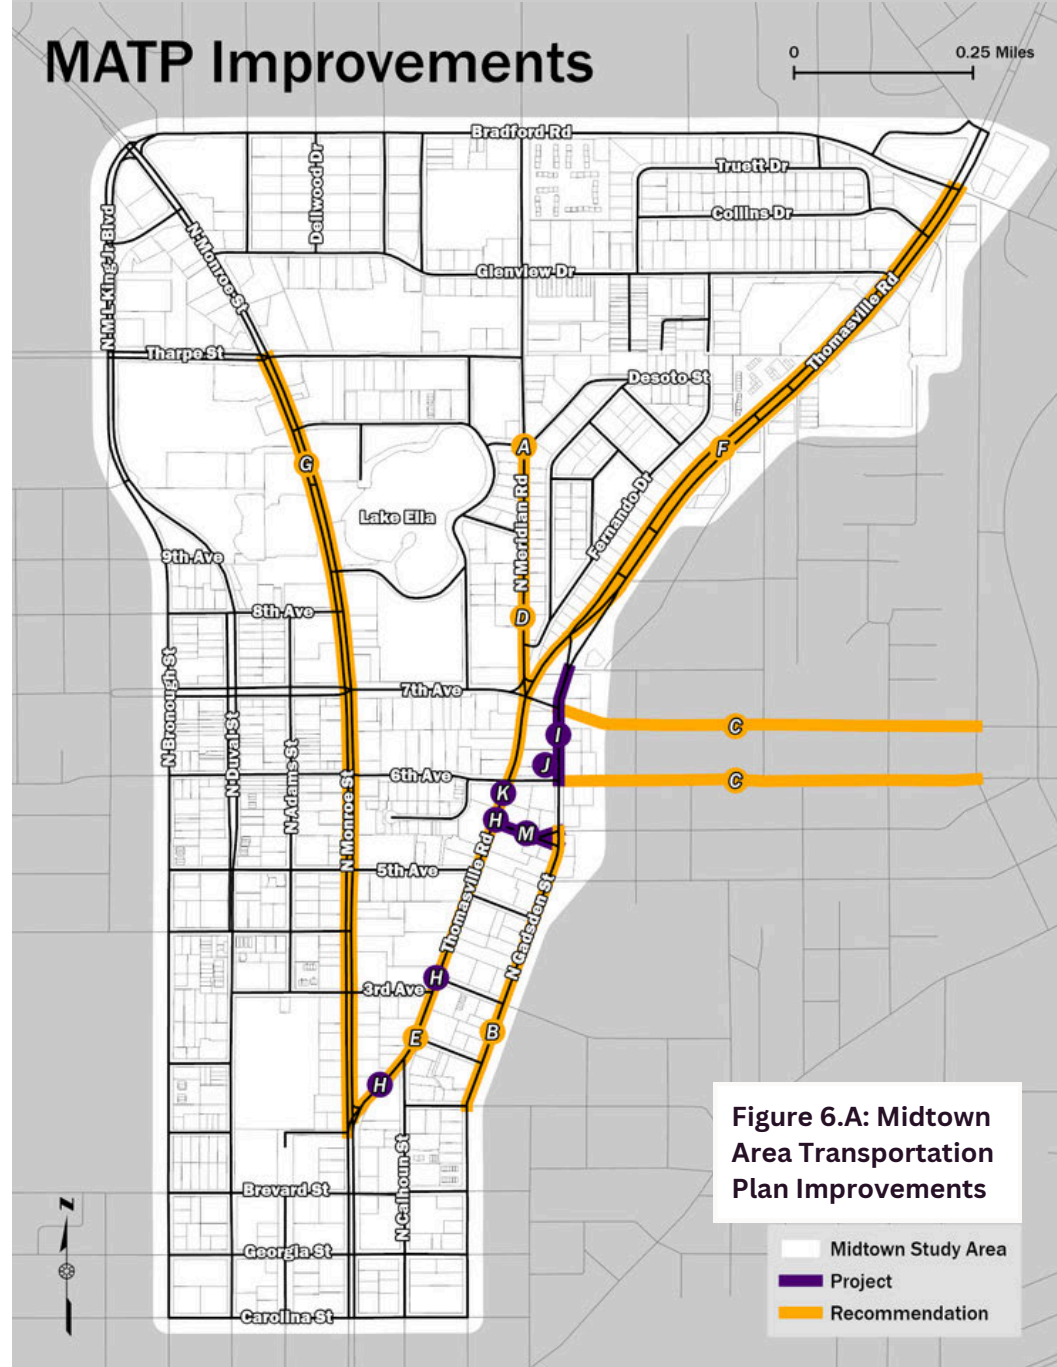 MATP Improvements
0 0.25 Miles
Bradford Rd
Truett Dr
Dellwood Dr
Collins Dr
N M L King Jr Blvd
N Monroe St
Glenview Dr
Thomasville Rd
Tharpe St
Desoto St
A
F
G
N Meridian Rd
Fernando Dr
Lake Ella
9th Ave
8th Ave
D
N Bronough St
7th Ave
N Duval St
C
I
N Adams St
J
6th Ave
C
K
N Monroe St
H
M
Thomasville Rd
5th Ave
N Gadsden St
H
3rd Ave
E
B
H
Figure 6.A: Midtown
Area Transportation
Plan Improvements
N Calhoun St
Brevard St
Z
Georgia St
Carolina St
Midtown Study Area
Project
Recommendation